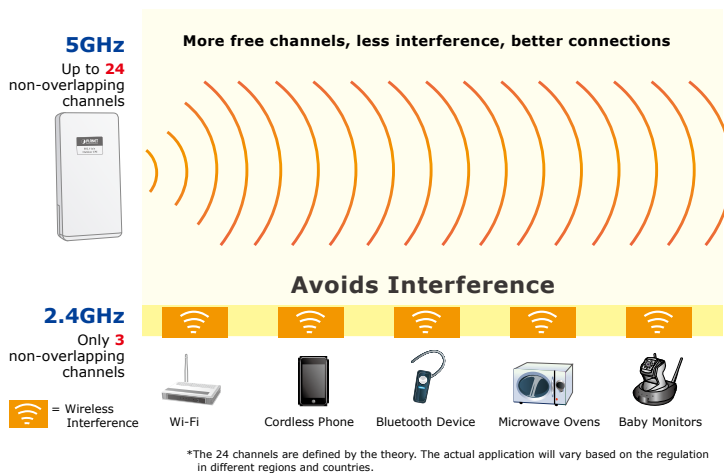 More free channels, less interference, better connections
5GHz
Up to 24
non-overlapping
channels
PLANET
Avoids Interference
2.4GHz
Only 3
non-overlapping
channels
= Wireless
Interference
Wi-Fi
Cordless Phone
Bluetooth Device
Microwave Ovens
Baby Monitors
*The 24 channels are defined by the theory. The actual application will vary based on the regulation
in different regions and countries.